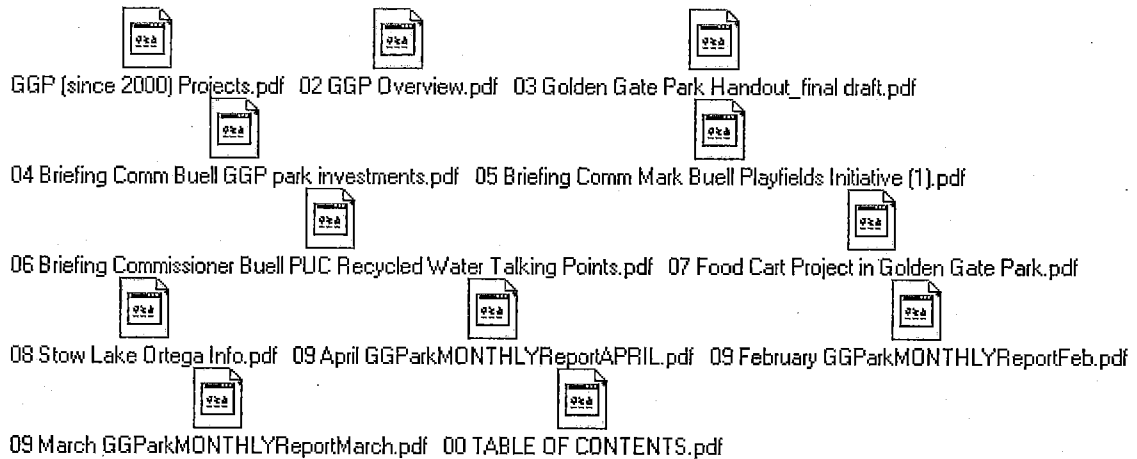 GGP (since 2000) Projects.pdf 02 GGP Overview.pdf 03 Golden Gate Park Handout_final draft.pdf
04 Briefing Comm Buell GGP park investments.pdf 05 Briefing Comm Mark Buell Playfields Initiative (1).pdf
06 Briefing Commissioner Buell PUC Recycled Water Talking Points.pdf 07 Food Cart Project in Golden Gate Park.pdf
08 Stow Lake Ortega Info.pdf 09 April GGParkMONTHLYReportAPRIL.pdf 09 February GGParkMONTHLYReportFeb.pdf
09 March GGParkMONTHLYReportMarch.pdf 00 TABLE OF CONTENTS.pdf